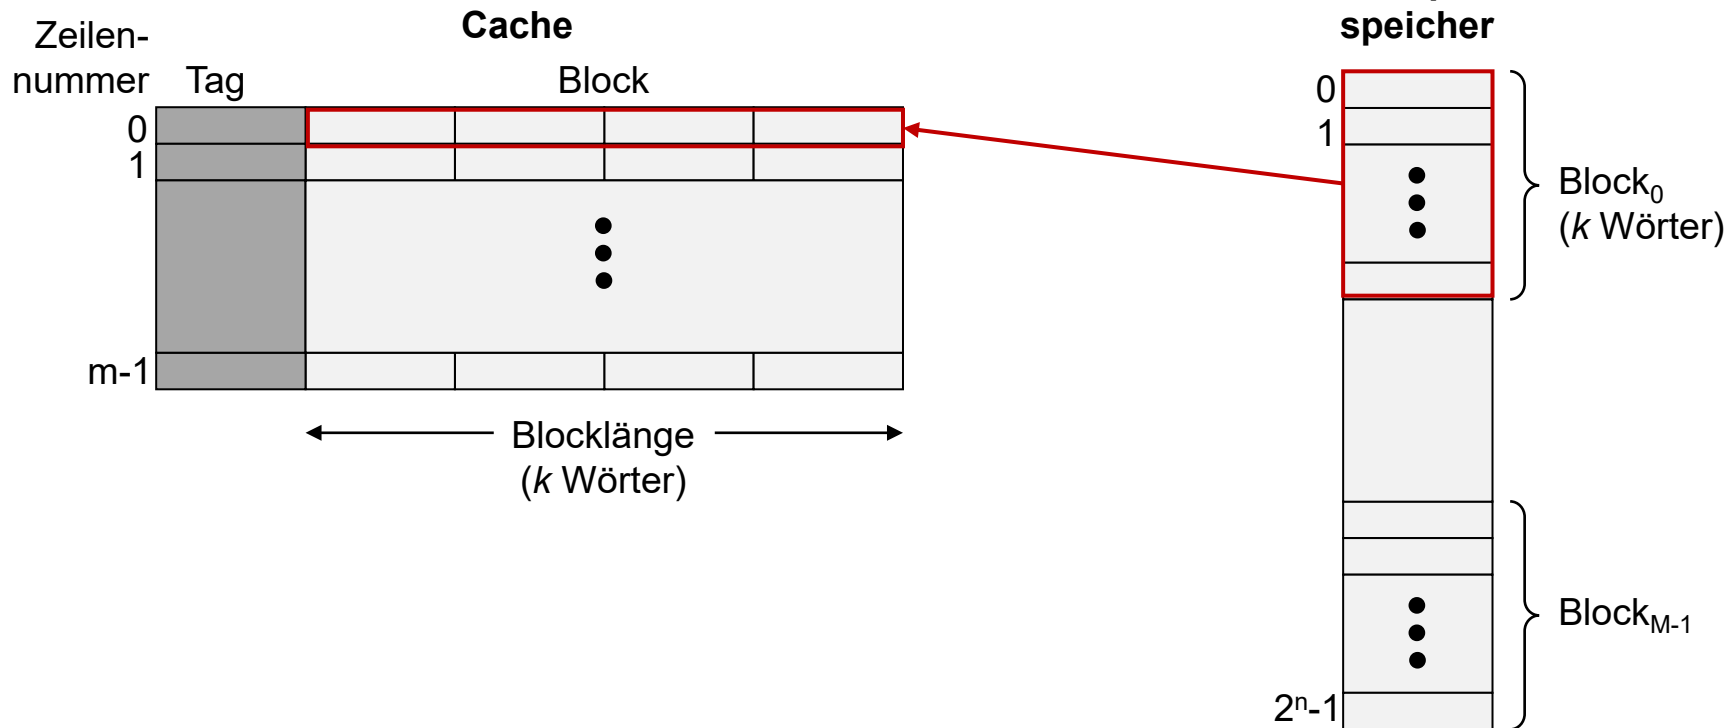 Cache
speicher
Zeilen-
nummer
Tag
Block
0
1
m-1
Blocklänge
(k Wörter)
0
1
Block0
(k Wörter)
BlockM-1
2n-1